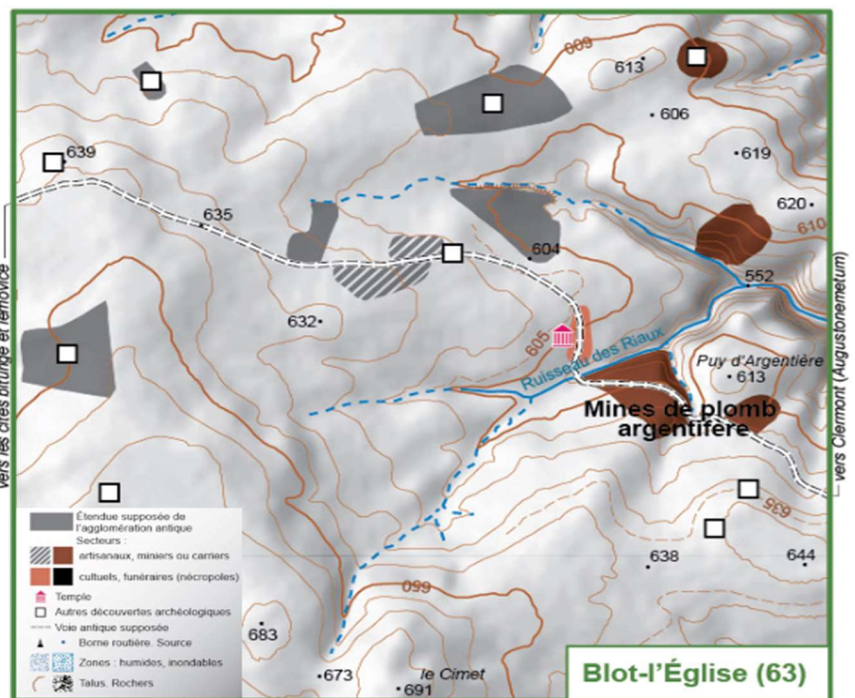 600
613
606
639
619
635
620
610
604
552
632
605
Ruisseau des Riaux
Puy d'Argentière
613
Mines de plomb
argentifère
vers les cités biturige et lémovice
vers Clermont (Augustonemetum)
635
638
644
650
683
673
le Cimet
691
Étendue supposée de
l'agglomération antique
Secteurs :
artisanaux, miniers ou carriers
cultuels, funéraires (nécropoles)
Temple
Autres découvertes archéologiques
Voie antique supposée
Borne routière. Source
Zones : humides, inondables
Talus. Rochers
Blot-l'Église (63)